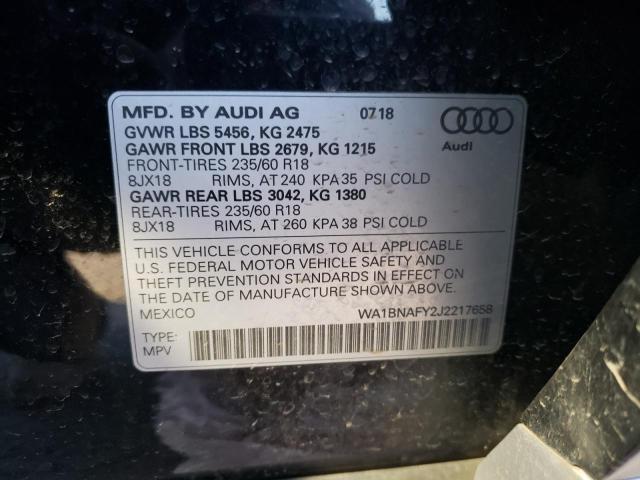 MFD. BY AUDI AG 07 18
GVWR LBS 5456, KG 2475
GAWR FRONT LBS 2679, KG 1215
FRONT-TIRES 235/60 R18
8JX18 RIMS, AT 240 KPA 35 PSI COLD
GAWR REAR LBS 3042, KG 1380
REAR-TIRES 235/60 R18
8JX18 RIMS, AT 260 KPA 38 PSI COLD
Audi
THIS VEHICLE CONFORMS TO ALL APPLICABLE
U.S. FEDERAL MOTOR VEHICLE SAFETY AND
THEFT PREVENTION STANDARDS IN EFFECT ON
DATE OF MANUFACTURE SHOWN ABOVE.
MEXICO WA1BNAFY2J2217658
TYPE:
MPV